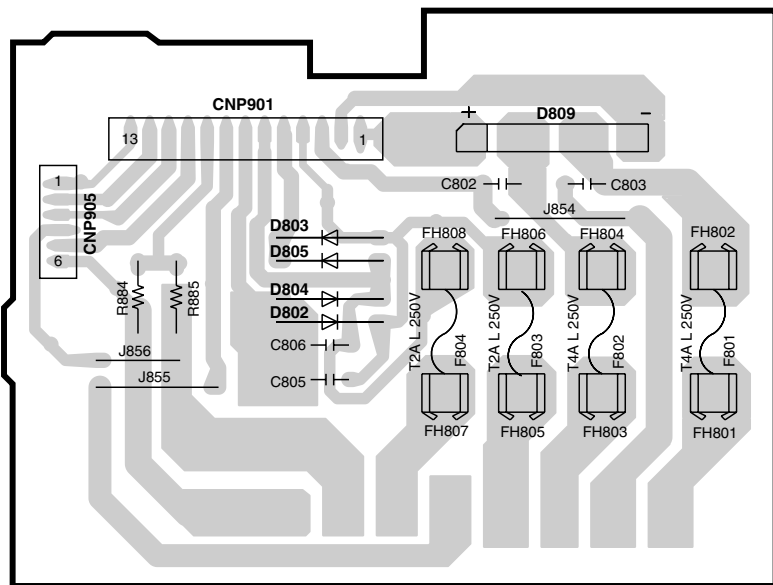 CNP901
+ D809 -
13 1
1
CNP905
6
C802 C803
J854
D803
D805
D804
D802
C806
C805
FH808 FH806 FH804 FH802
R884 R885
T2A L 250V F804
T2A L 250V F803
T4A L 250V F802
T4A L 250V F801
J856
J855
FH807 FH805 FH803 FH801